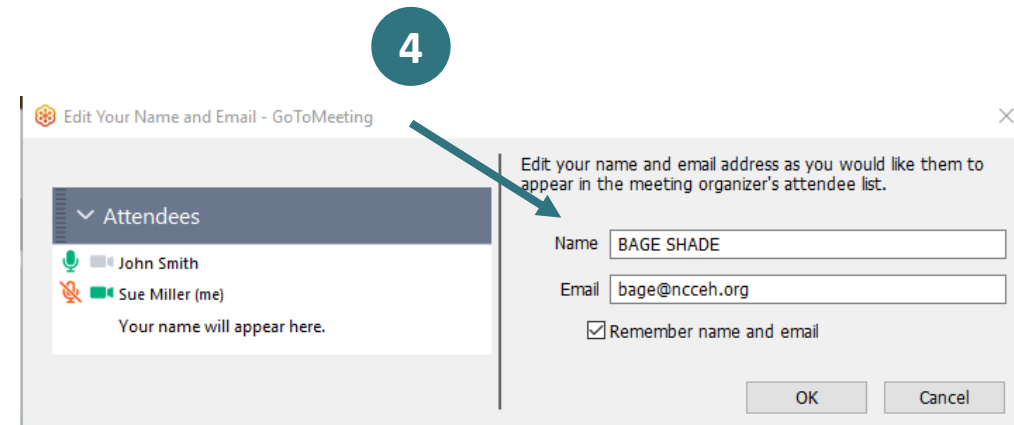 4
Edit Your Name and Email - GoToMeeting
Attendees
John Smith
Sue Miller (me)
Your name will appear here.
Edit your name and email address as you would like them to
appear in the meeting organizer's attendee list.
Name BAGE SHADE
Email bage@ncceh.org
Remember name and email
OK Cancel